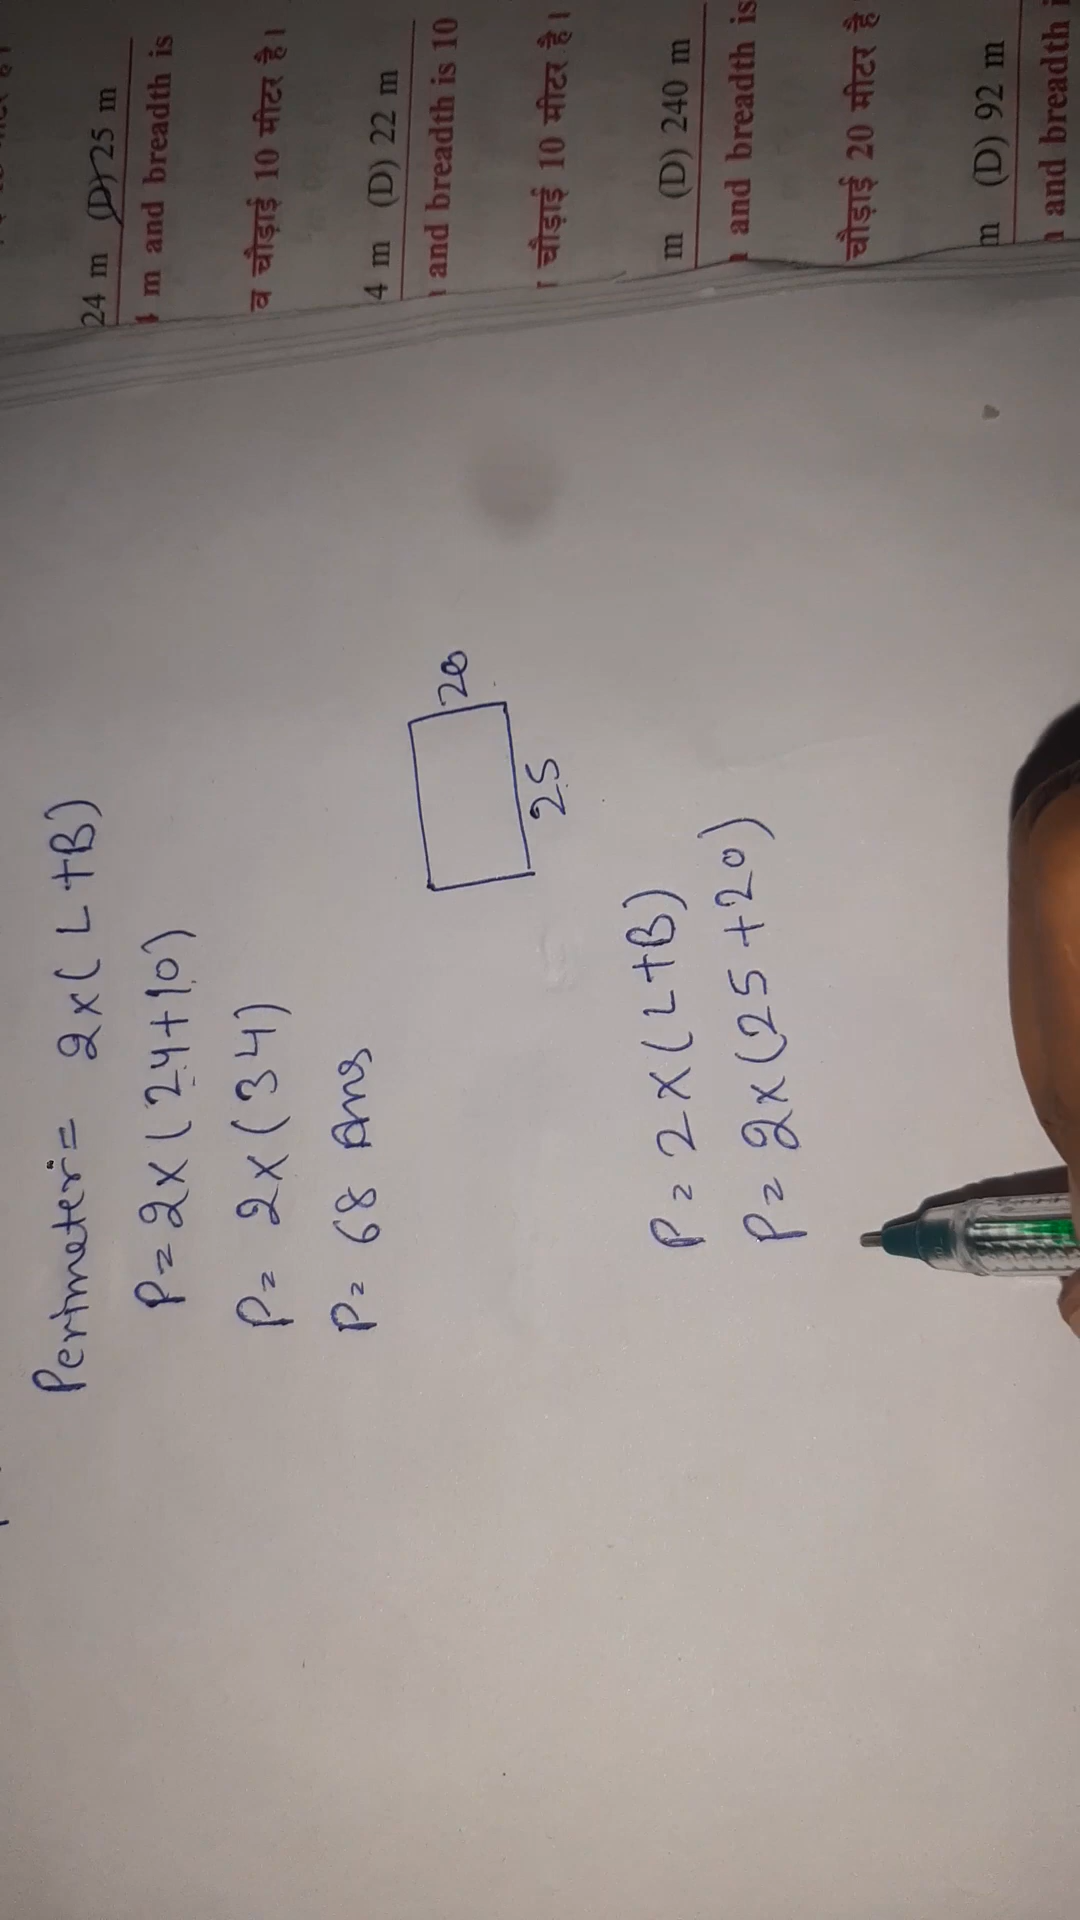 24 m (D) 25 m
m and breadth is
व चौड़ाई 10 मीटर है।
4 m (D) 22 m
and breadth is 10
चौड़ाई 10 मीटर है।
m (D) 240 m
and breadth is
चौड़ाई 20 मीटर है
m (D) 92 m
and breadth
Perimeter = 2×(L+B)
P= 2×(24+10)
P= 2×(34)
P= 68 Ans
20
25
P= 2×(L+B)
P= 2×(25+20)